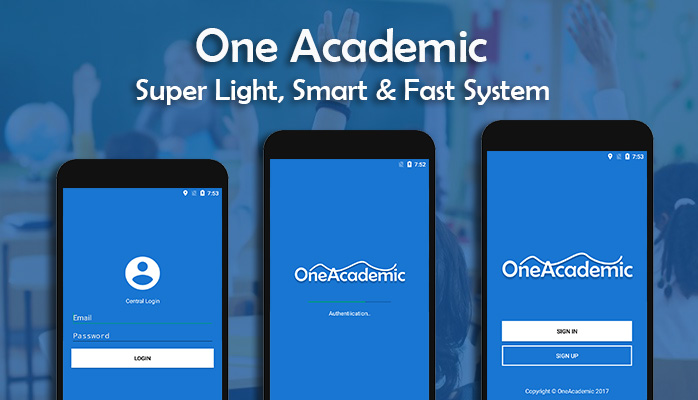 One Academic
Super Light, Smart & Fast System
7:53
Central Login
Email
Password
LOGIN
7:52
OneAcademic
Authentiication..
7:53
OneAcademic
SIGN IN
SIGN UP
Copyright © OneAcademic 2017